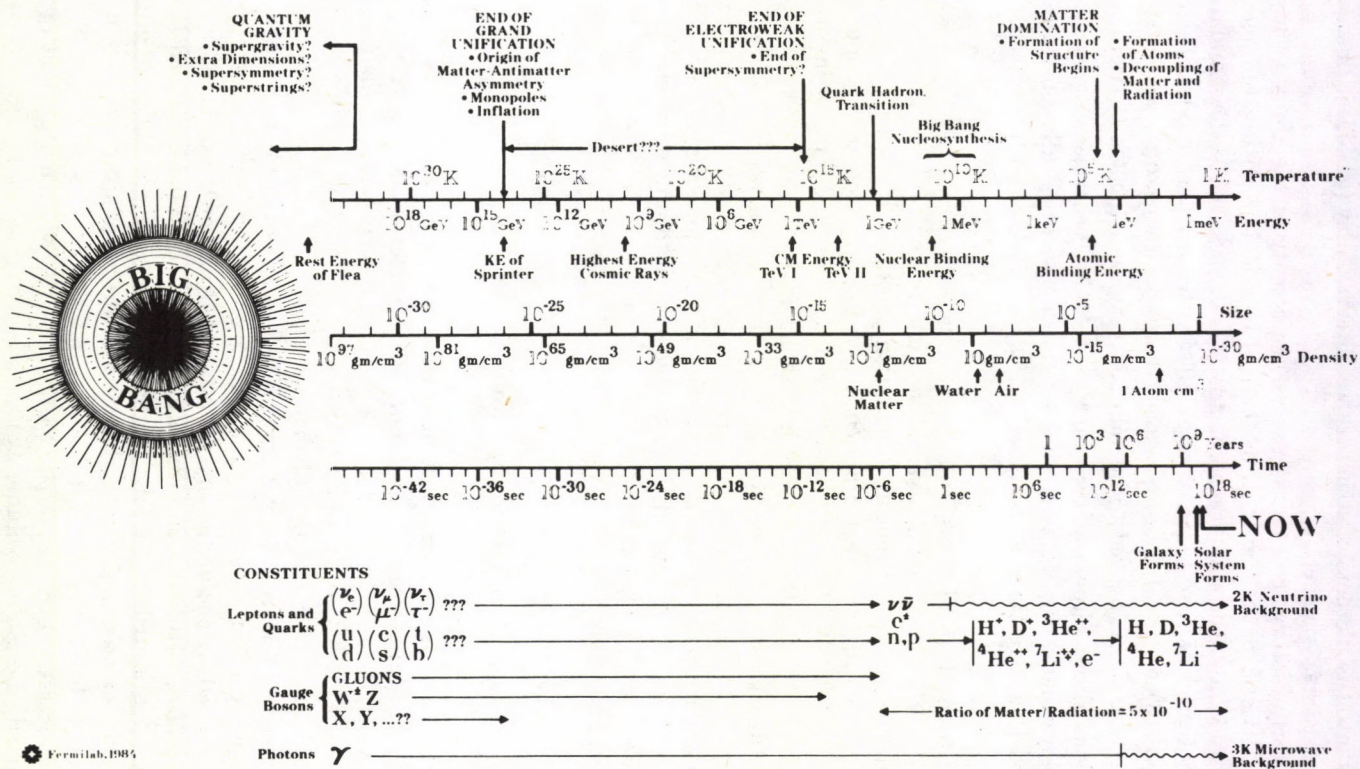 QUANTUM
GRAVITY
• Supergravity?
• Extra Dimensions?
• Supersymmetry?
• Superstrings?
END OF
GRAND
UNIFICATION
• Origin of
Matter-Antimatter
Asymmetry
• Monopoles
• Inflation
END OF
ELECTROWEAK
UNIFICATION
• End of
Supersymmetry?
Quark Hadron
Transition
Big Bang
Nucleosynthesis
MATTER
DOMINATION
• Formation of
Structure
Begins
• Formation
of Atoms
• Decoupling of
Matter and
Radiation
Desert???
10³⁰K 10²⁵K 10²⁰K 10¹⁵K 10¹⁰K 10⁵K 1K Temperature
10¹⁸GeV 10¹⁵GeV 10¹²GeV 10⁹GeV 10⁶GeV 1TeV 1GeV 1MeV 1keV 1eV 1meV Energy
Rest Energy
of Flea
KE of
Sprinter
Highest Energy
Cosmic Rays
CM Energy
TeV I TeV II
Nuclear Binding
Energy
Atomic
Binding Energy
BIG
BANG
10⁻³⁰ 10⁻²⁵ 10⁻²⁰ 10⁻¹⁵ 10⁻¹⁰ 10⁻⁵ 1 Size
10⁹⁷gm/cm³ 10⁸¹gm/cm³ 10⁶⁵gm/cm³ 10⁴⁹gm/cm³ 10³³gm/cm³ 10¹⁷gm/cm³ 10gm/cm³ 10⁻¹⁵gm/cm³ 10⁻³⁰gm/cm³ Density
Nuclear
Matter
Water
Air
1 Atom cm
1 10³ 10⁶ 10⁹ Years
Time
10⁻⁴²sec 10⁻³⁶sec 10⁻³⁰sec 10⁻²⁴sec 10⁻¹⁸sec 10⁻¹²sec 10⁻⁶sec 1sec 10⁶sec 10¹²sec 10¹⁸sec
NOW
Galaxy
Forms
Solar
System
Forms
CONSTITUENTS
Leptons and
Quarks
(νe e⁻) (νμ μ⁻) (ντ τ⁻) ???
(u d) (c s) (t b) ???
ν ν̄
e±
n,p
H⁺, D⁺, ³He⁺⁺,
⁴He⁺⁺, ⁷Li⁺⁺⁺, e⁻
H, D, ³He,
⁴He, ⁷Li
2K Neutrino
Background
Gauge
Bosons
GLUONS
W± Z
X, Y, ...??
Ratio of Matter/Radiation = 5 x 10⁻¹⁰
Photons γ
3K Microwave
Background
Fermilab, 198